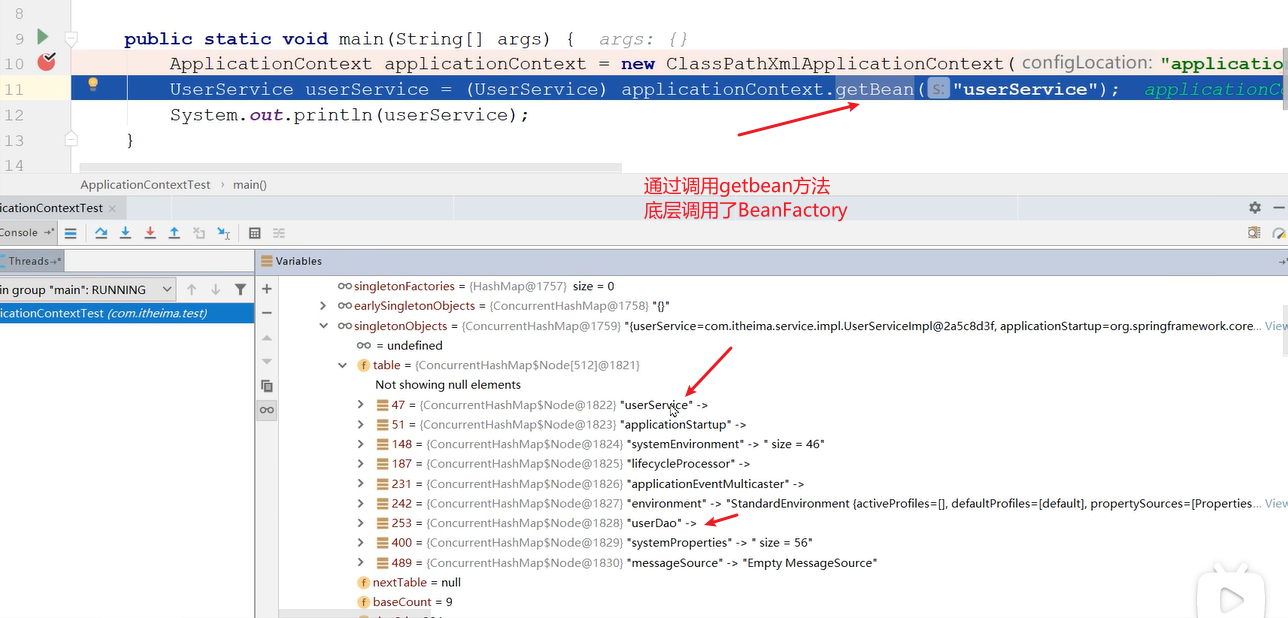 8
9 public static void main(String[] args) { args: {}
10 ApplicationContext applicationContext = new ClassPathXmlApplicationContext( configLocation: "applicatio
11 UserService userService = (UserService) applicationContext.getBean( s: "userService"); applicationC
12 System.out.println(userService);
13 }
14
ApplicationContextTest › main()
通过调用getbean方法
底层调用了BeanFactory
icationContextTest ×
Console
Threads
Variables
in group "main": RUNNING
icationContextTest (com.itheima.test)
singletonFactories = {HashMap@1757} size = 0
earlySingletonObjects = {ConcurrentHashMap@1758} "{}"
singletonObjects = {ConcurrentHashMap@1759} "{userService=com.itheima.service.impl.UserServiceImpl@2a5c8d3f, applicationStartup=org.springframework.core... View
oo = undefined
f table = {ConcurrentHashMap$Node[512]@1821}
Not showing null elements
47 = {ConcurrentHashMap$Node@1822} "userService" ->
51 = {ConcurrentHashMap$Node@1823} "applicationStartup" ->
148 = {ConcurrentHashMap$Node@1824} "systemEnvironment" -> " size = 46"
187 = {ConcurrentHashMap$Node@1825} "lifecycleProcessor" ->
231 = {ConcurrentHashMap$Node@1826} "applicationEventMulticaster" ->
242 = {ConcurrentHashMap$Node@1827} "environment" -> "StandardEnvironment {activeProfiles=[], defaultProfiles=[default], propertySources=[Properties... View
253 = {ConcurrentHashMap$Node@1828} "userDao" ->
400 = {ConcurrentHashMap$Node@1829} "systemProperties" -> " size = 56"
489 = {ConcurrentHashMap$Node@1830} "messageSource" -> "Empty MessageSource"
f nextTable = null
f baseCount = 9